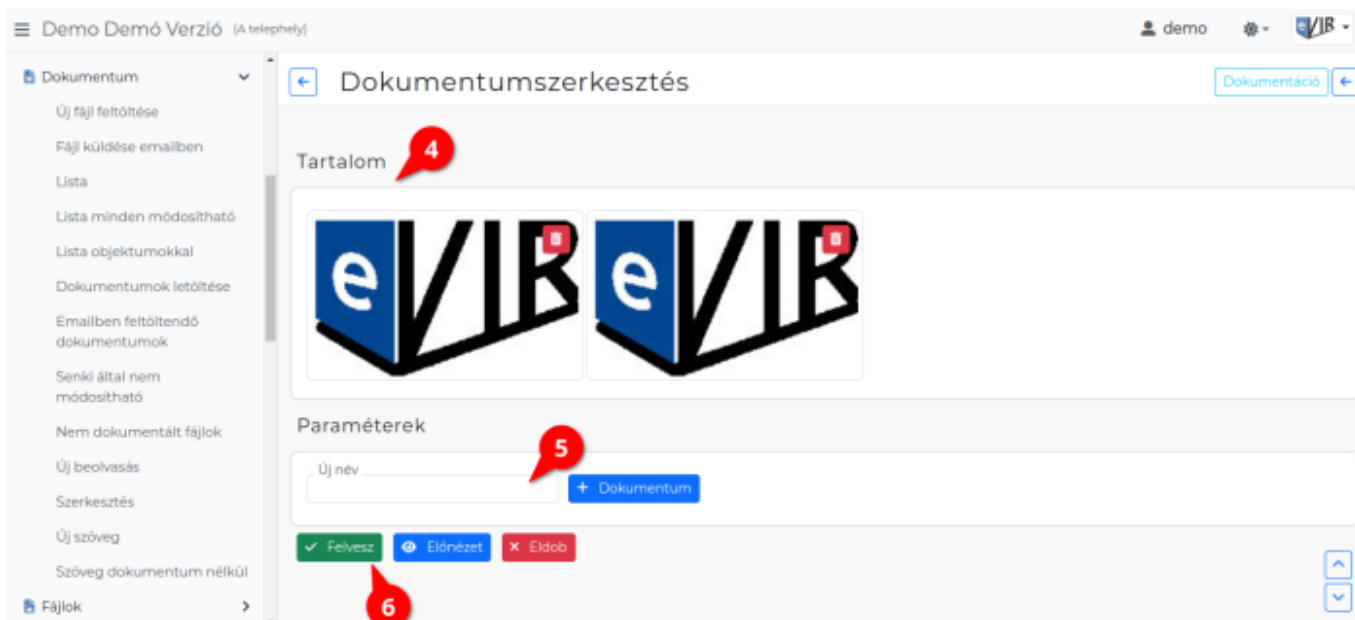 Demo Demó Verzió (A telephely)
demo
eVIR
Dokumentum
Új fájl feltöltése
Fájl küldése emailben
Lista
Lista minden módosítható
Lista objektumokkal
Dokumentumok letöltése
Emailben feltöltendő
dokumentumok
Senki által nem
módosítható
Nem dokumentált fájlok
Új beolvasás
Szerkesztés
Új szöveg
Szöveg dokumentum nélkül
Fájlok
Dokumentumszerkesztés
Dokumentáció
Tartalom
4
eVIR
eVIR
Paraméterek
5
Új név
+ Dokumentum
Felvesz
Előnézet
Eldob
6